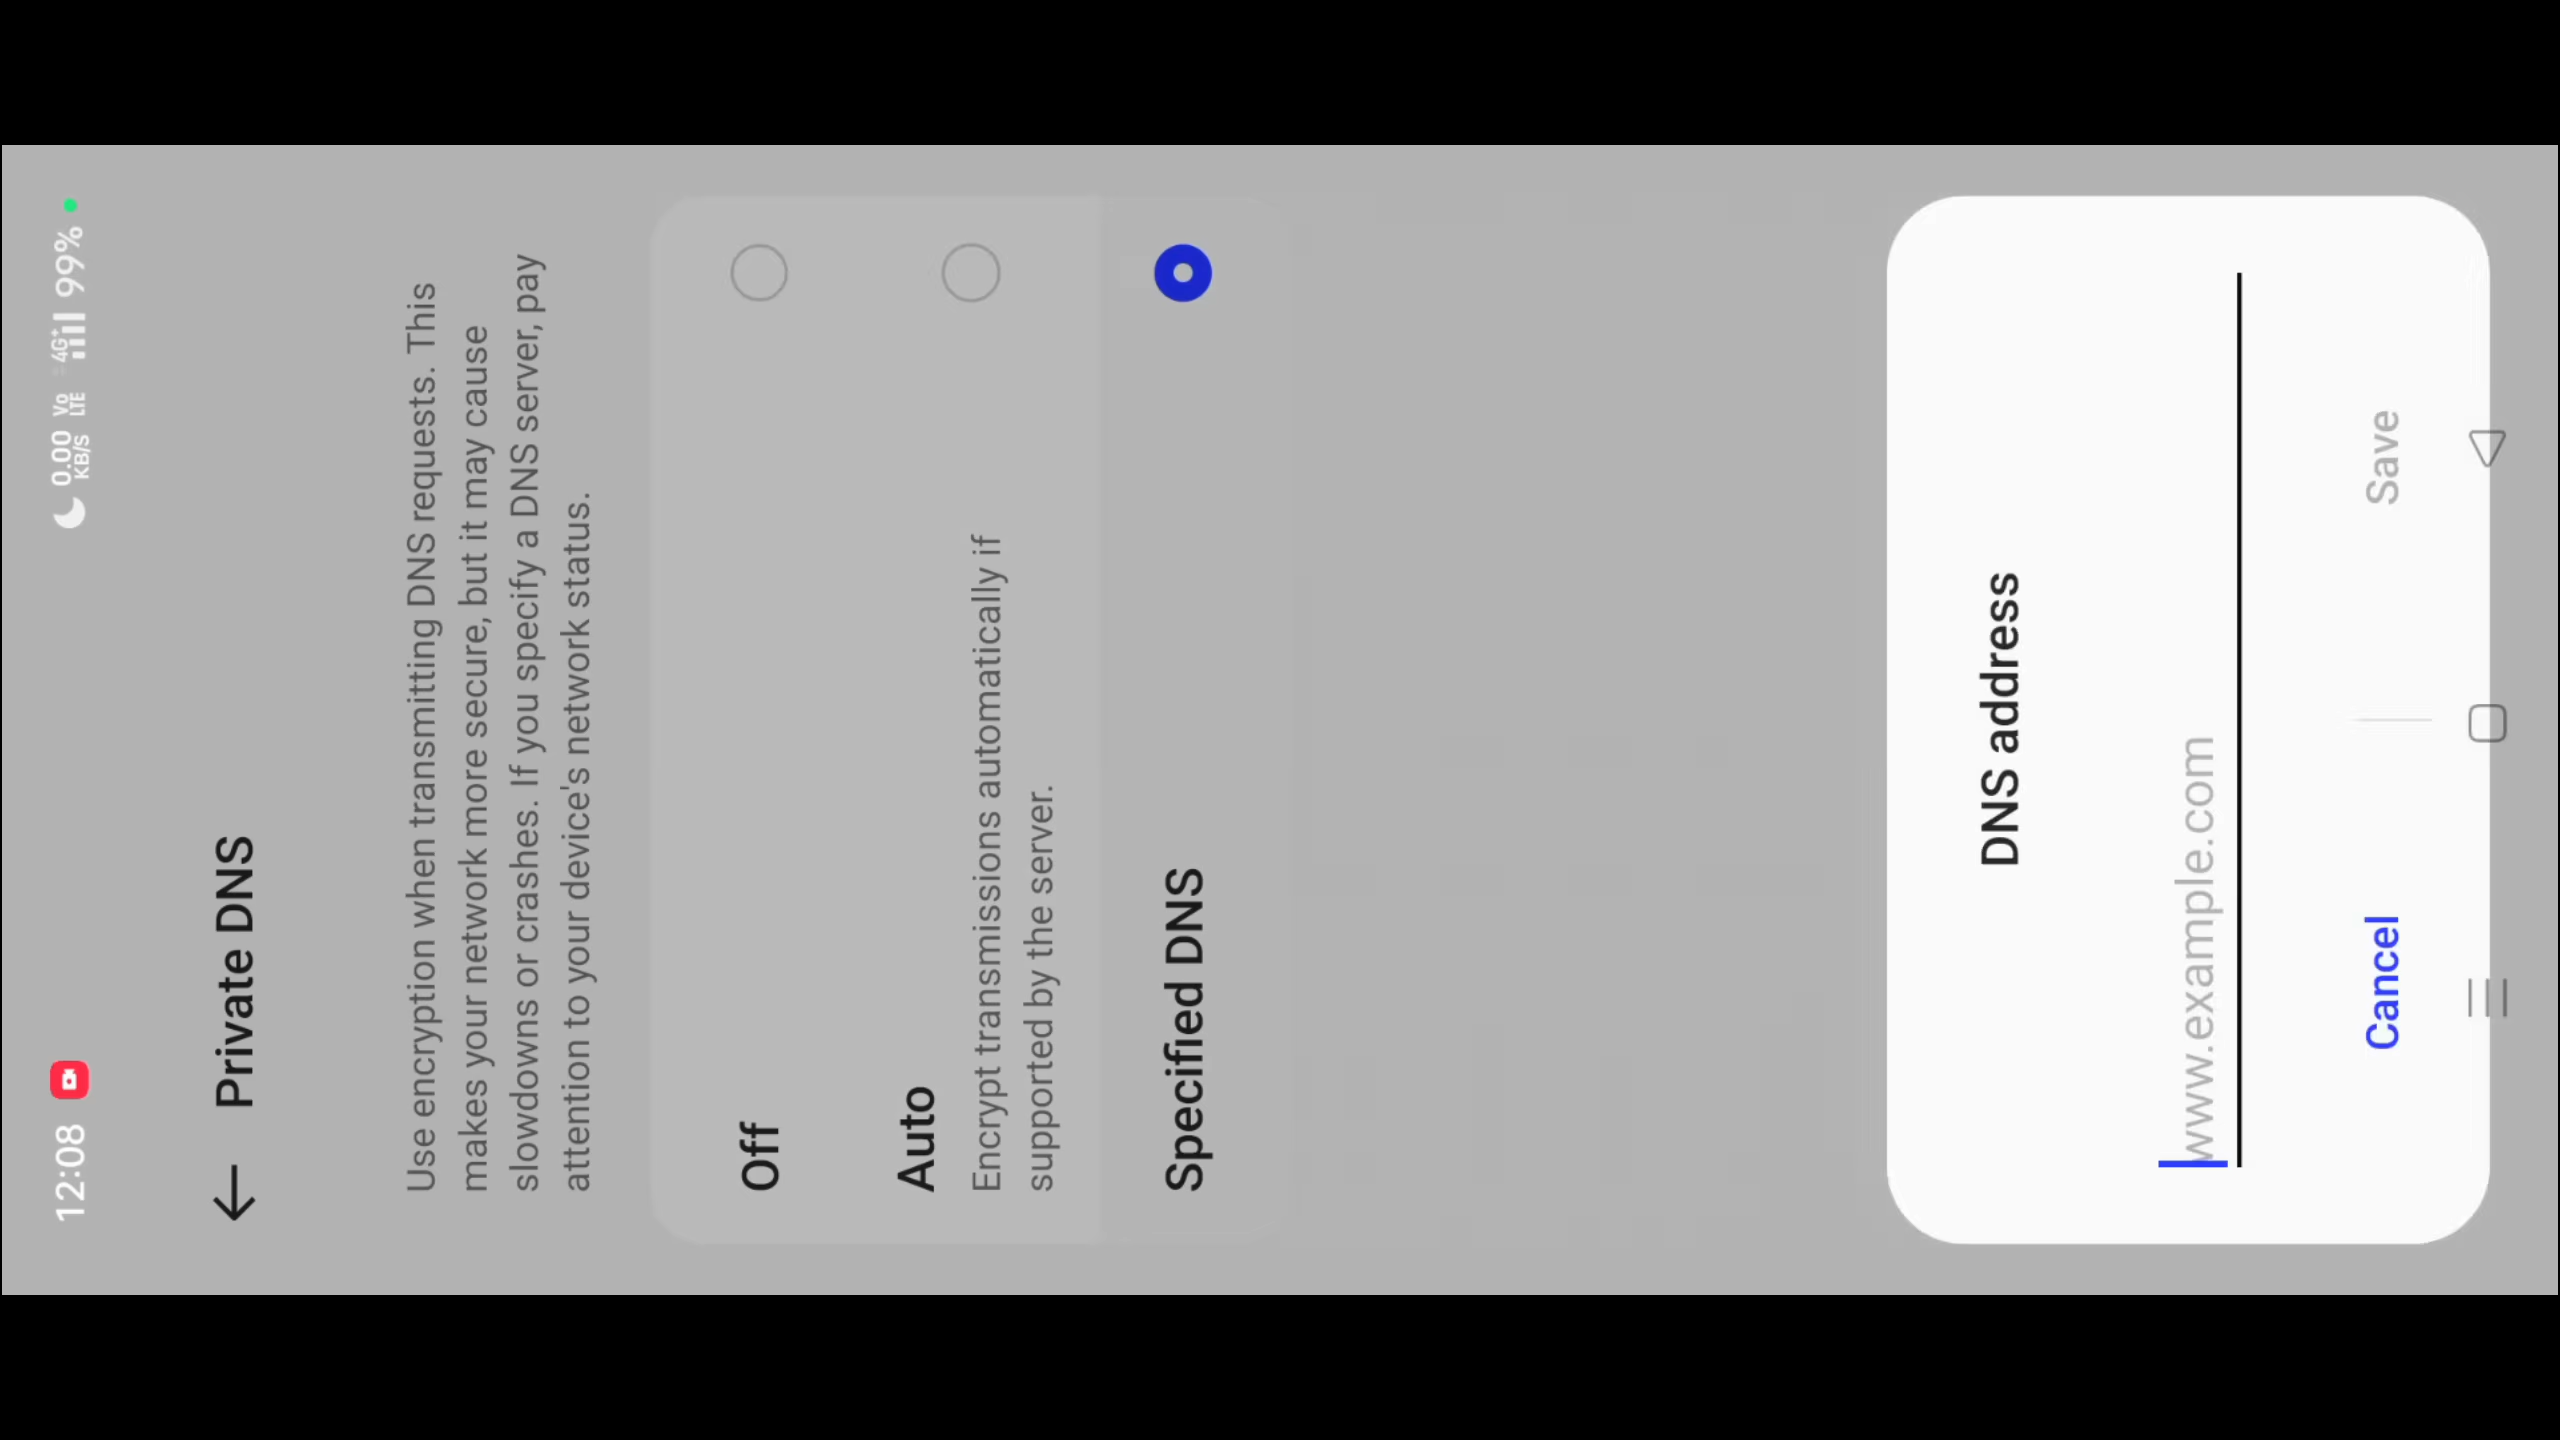 12:08
0.00 KB/S Vo LTE 4G+ 99%
Private DNS
Use encryption when transmitting DNS requests. This
makes your network more secure, but it may cause
slowdowns or crashes. If you specify a DNS server, pay
attention to your device's network status.
Off
Auto
Encrypt transmissions automatically if
supported by the server.
Specified DNS
DNS address
www.example.com
Cancel
Save